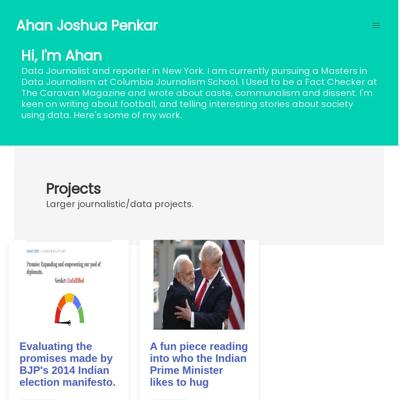 Ahan Joshua Penkar
Hi, I'm Ahan
Data Journalist and reporter in New York. I am currently pursuing a Masters in
Data Journalism at Columbia Journalism School. I Used to be a Fact Checker at
The Caravan Magazine and wrote about caste, communalism and dissent. I'm
keen on writing about football, and telling interesting stories about society
using data. Here's some of my work.
Projects
Larger journalistic/data projects.
Promise: Expanding and empowering our pool of
diplomats.
Verdict: Unfulfilled
Evaluating the
promises made by
BJP's 2014 Indian
election manifesto.
A fun piece reading
into who the Indian
Prime Minister
likes to hug